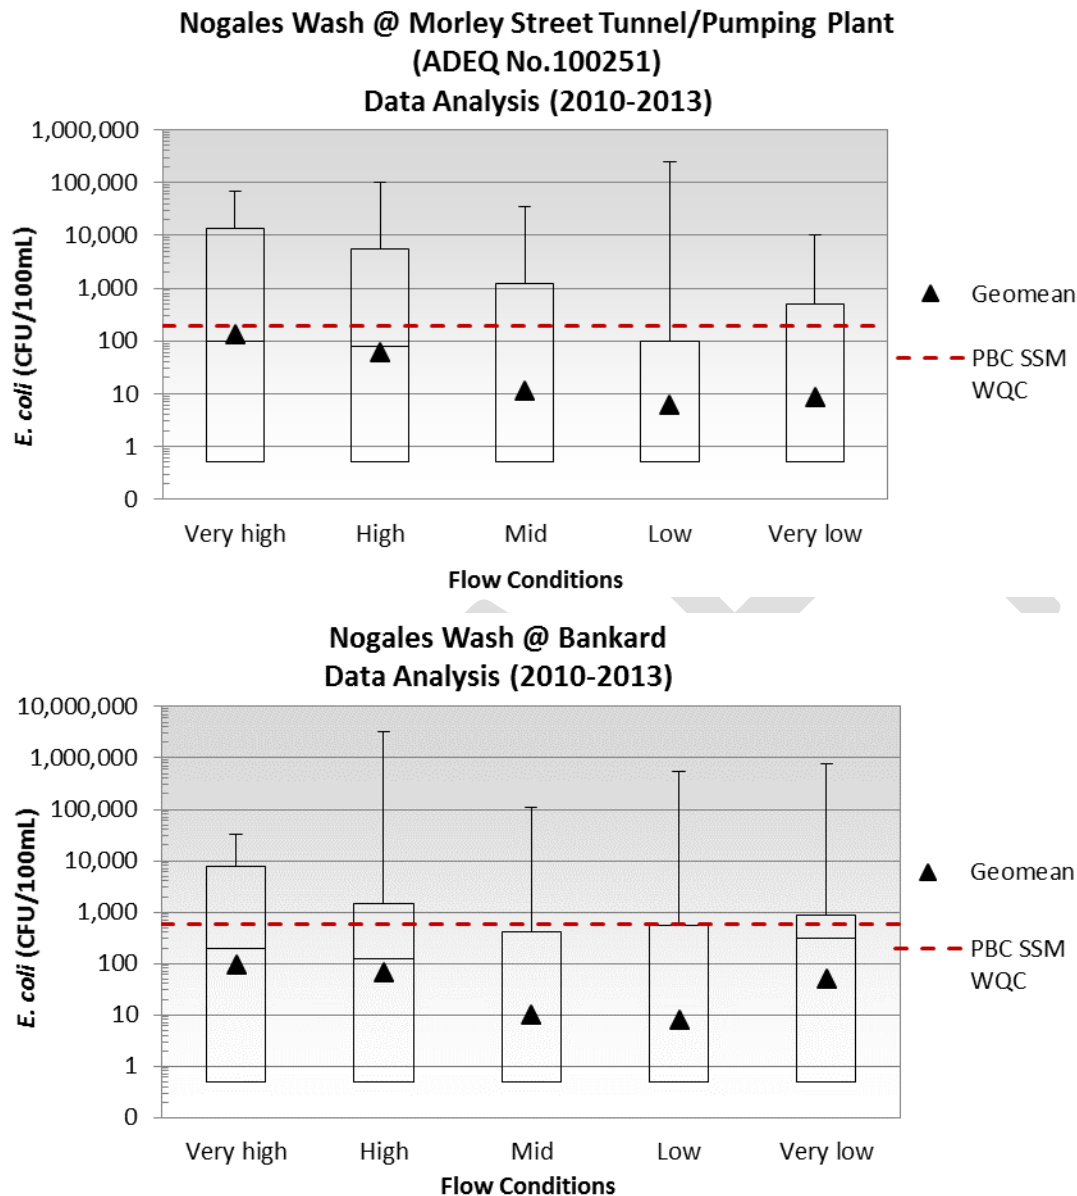 Nogales Wash @ Morley Street Tunnel/Pumping Plant
(ADEQ No.100251)
Data Analysis (2010-2013)
1,000,000
100,000
10,000
1,000
100
10
1
0
E. coli (CFU/100mL)
Very high
High
Mid
Low
Very low
Flow Conditions
Geomean
PBC SSM
WQC
Nogales Wash @ Bankard
Data Analysis (2010-2013)
10,000,000
1,000,000
100,000
10,000
1,000
100
10
1
0
E. coli (CFU/100mL)
Very high
High
Mid
Low
Very low
Flow Conditions
Geomean
PBC SSM
WQC